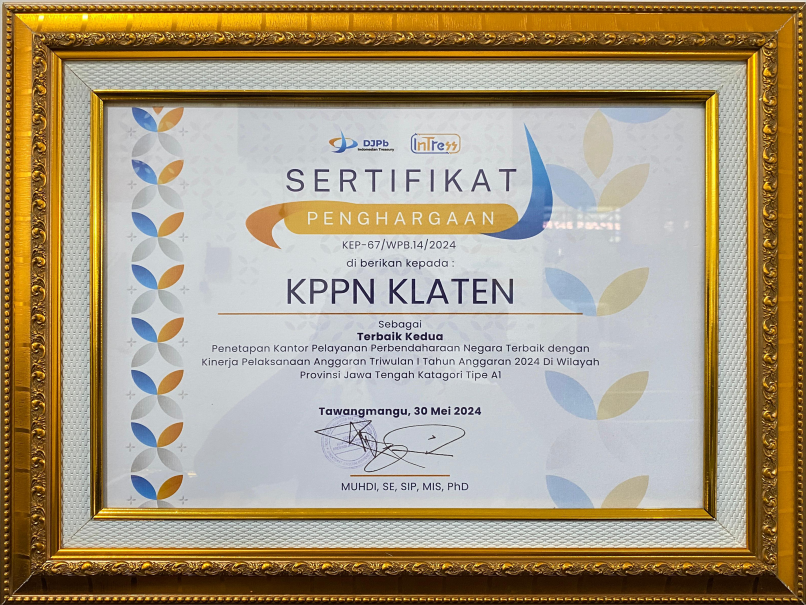 DJPb
Indonesian Treasury
InTress
SERTIFIKAT
PENGHARGAAN
KEP-67/WPB.14/2024
di berikan kepada :
KPPN KLATEN
Sebagai
Terbaik Kedua
Penetapan Kantor Pelayanan Perbendaharaan Negara Terbaik dengan
Kinerja Pelaksanaan Anggaran Triwulan I Tahun Anggaran 2024 Di Wilayah
Provinsi Jawa Tengah Katagori Tipe A1
Tawangmangu, 30 Mei 2024
MUHDI, SE, SIP, MIS, PhD